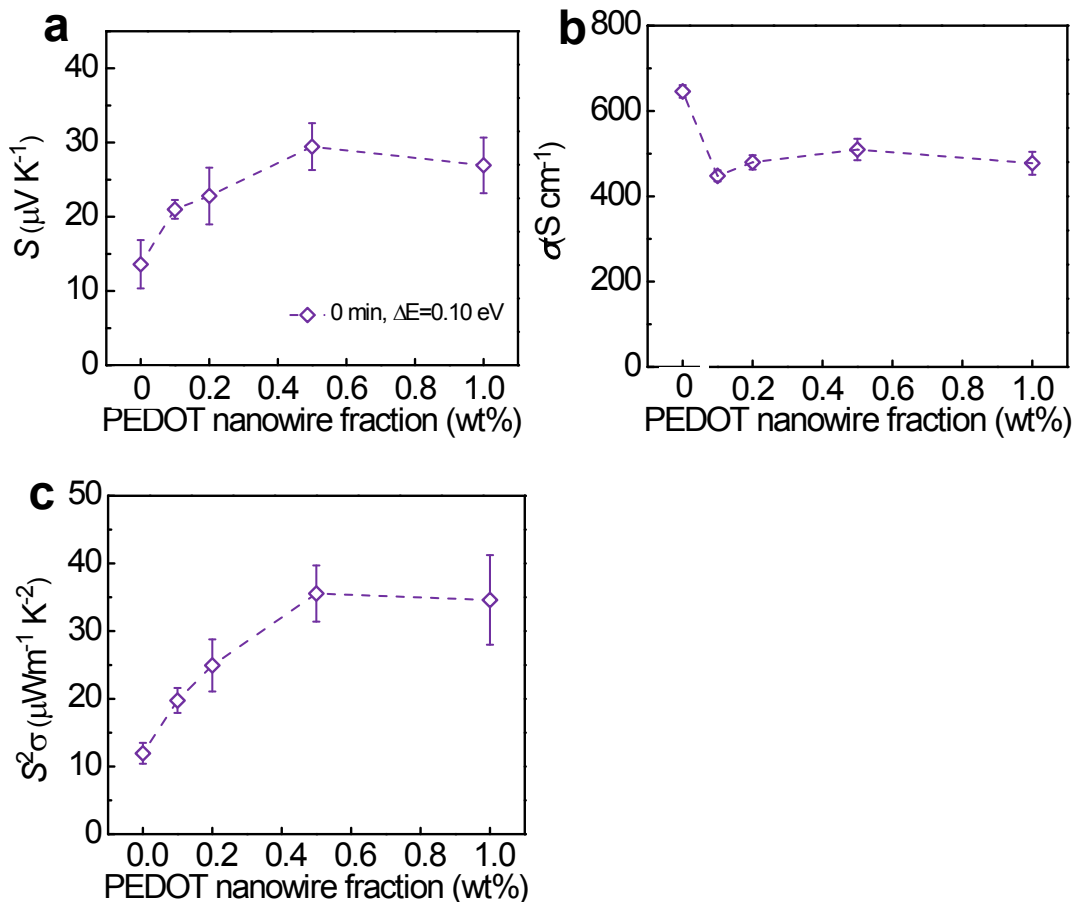 a
40
30
20
10
0
S (μV K⁻¹)
0 min, ΔE=0.10 eV
0 0.2 0.4 0.6 0.8 1.0
PEDOT nanowire fraction (wt%)
b
800
600
400
200
0
σ(S cm⁻¹)
0 0.2 0.4 0.6 0.8 1.0
PEDOT nanowire fraction (wt%)
c
50
40
30
20
10
0
S²σ (μWm⁻¹ K⁻²)
0.0 0.2 0.4 0.6 0.8 1.0
PEDOT nanowire fraction (wt%)